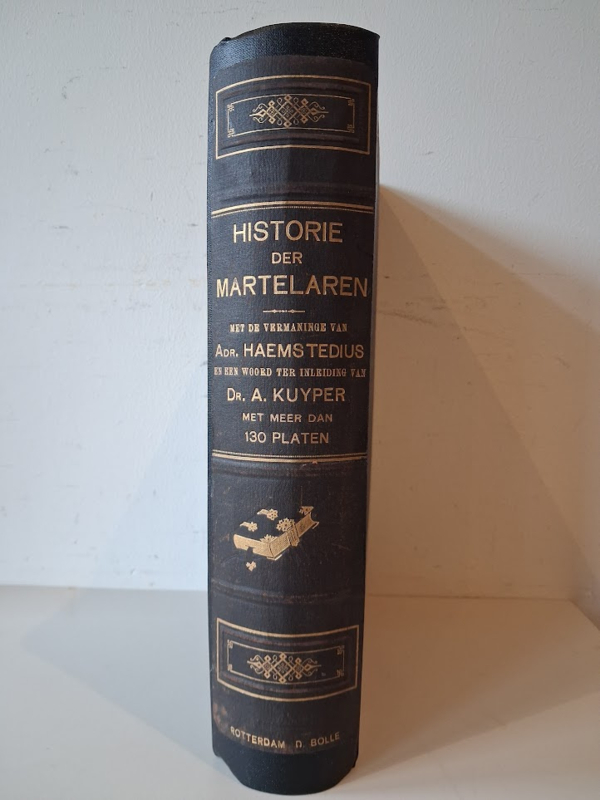 HISTORIE
DER
MARTELAREN
MET DE VERMANINGE VAN
ADR. HAEMSTEDIUS
EN EEN WOORD TER INLEIDING VAN
DR. A. KUYPER
MET MEER DAN
130 PLATEN
ROTTERDAM D. BOLLE